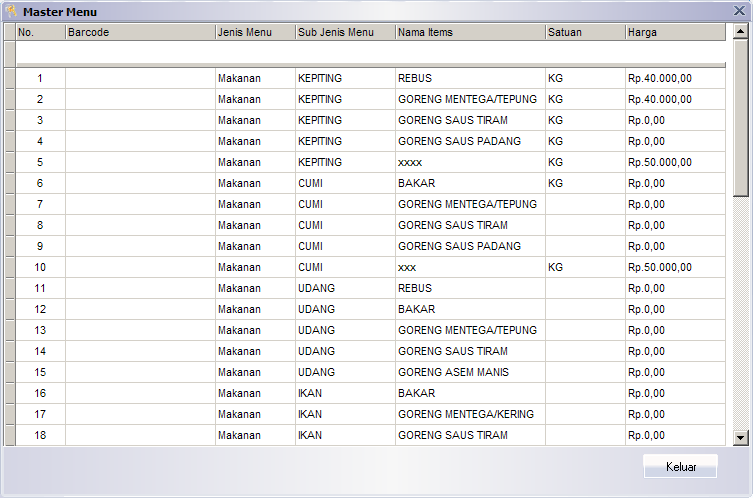 Master Menu
No. Barcode Jenis Menu Sub Jenis Menu Nama Items Satuan Harga
1 Makanan KEPITING REBUS KG Rp.40.000,00
2 Makanan KEPITING GORENG MENTEGA/TEPUNG KG Rp.40.000,00
3 Makanan KEPITING GORENG SAUS TIRAM KG Rp.0,00
4 Makanan KEPITING GORENG SAUS PADANG KG Rp.0,00
5 Makanan KEPITING xxxx KG Rp.50.000,00
6 Makanan CUMI BAKAR KG Rp.0,00
7 Makanan CUMI GORENG MENTEGA/TEPUNG Rp.0,00
8 Makanan CUMI GORENG SAUS TIRAM Rp.0,00
9 Makanan CUMI GORENG SAUS PADANG Rp.0,00
10 Makanan CUMI xxx KG Rp.50.000,00
11 Makanan UDANG REBUS Rp.0,00
12 Makanan UDANG BAKAR Rp.0,00
13 Makanan UDANG GORENG MENTEGA/TEPUNG Rp.0,00
14 Makanan UDANG GORENG SAUS TIRAM Rp.0,00
15 Makanan UDANG GORENG ASEM MANIS Rp.0,00
16 Makanan IKAN BAKAR Rp.0,00
17 Makanan IKAN GORENG MENTEGA/KERING Rp.0,00
18 Makanan IKAN GORENG SAUS TIRAM Rp.0,00
Keluar